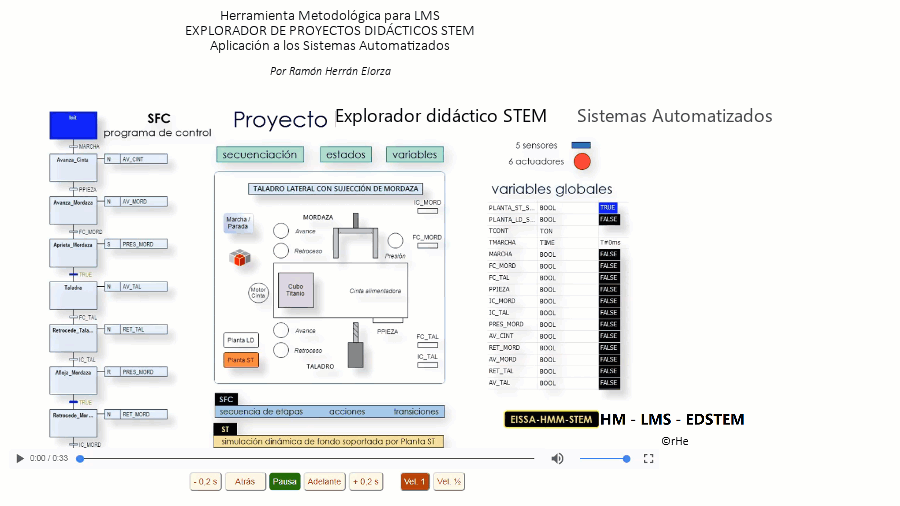 Herramienta Metodológica para LMS
EXPLORADOR DE PROYECTOS DIDÁCTICOS STEM
Aplicación a los Sistemas Automatizados
Por Ramón Herrán Elorza
Init
SFC
programa de control
Proyecto Explorador didáctico STEM Sistemas Automatizados
MARCHA
Avanza_Cinta N AV_CINT
PPIEZA
Avanza_Mordaza N AV_MORD
FC_MORD
Aprieta_Mordaza S PRES_MORD
TRUE
Taladra N AV_TAL
FC_TAL
Retrocede_Tala... N RET_TAL
IC_TAL
Afloja_Mordaza R PRES_MORD
TRUE
Retrocede_Mor... N RET_MORD
IC_MORD
secuenciación estados variables
TALADRO LATERAL CON SUJECIÓN DE MORDAZA
IC_MORD
Marcha / Parada
MORDAZA
Avance
Retroceso
Presión
FC_MORD
Motor Cinta
Cubo Titanio
Cinta alimentadora
PPIEZA
Avance
Retroceso
TALADRO
Planta LD
Planta ST
FC_TAL
IC_TAL
SFC
secuencia de etapas acciones transiciones
ST
simulación dinámica de fondo soportada por Planta ST
5 sensores
6 actuadores
variables globales
PLANTA_ST_S... BOOL TRUE
PLANTA_LD_S... BOOL FALSE
TCONT TON
TMARCHA TIME T#0ms
MARCHA BOOL FALSE
FC_MORD BOOL FALSE
FC_TAL BOOL FALSE
PPIEZA BOOL FALSE
IC_MORD BOOL FALSE
IC_TAL BOOL FALSE
PRES_MORD BOOL FALSE
AV_CINT BOOL FALSE
RET_MORD BOOL FALSE
AV_MORD BOOL FALSE
RET_TAL BOOL FALSE
AV_TAL BOOL FALSE
EISSA-HMM-STEM HM - LMS - EDSTEM
©rHe
0:00 / 0:33
- 0,2 s Atrás Pausa Adelante + 0,2 s Vel. 1 Vel. ½